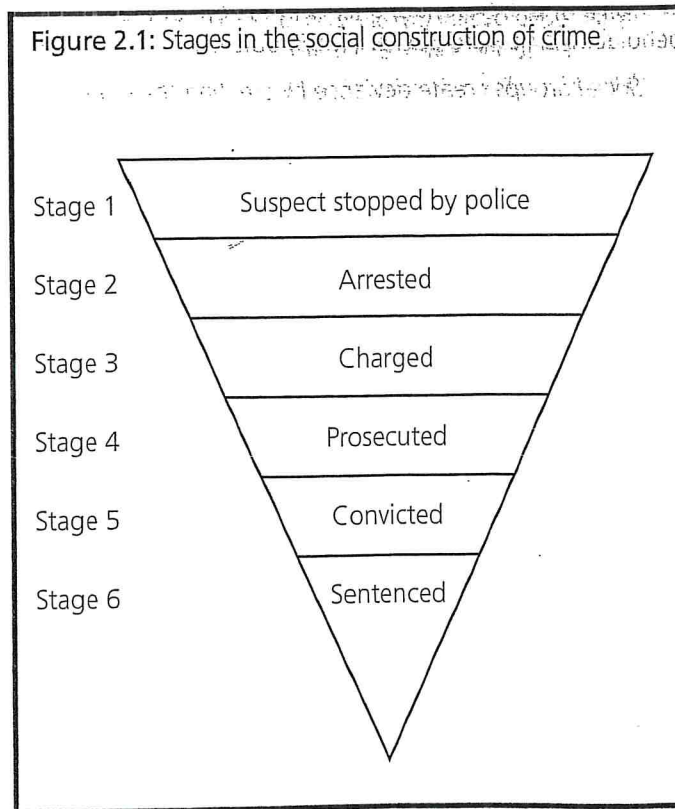 Figure 2.1: Stages in the social construction of crime
Stage 1 Suspect stopped by police
Stage 2 Arrested
Stage 3 Charged
Stage 4 Prosecuted
Stage 5 Convicted
Stage 6 Sentenced